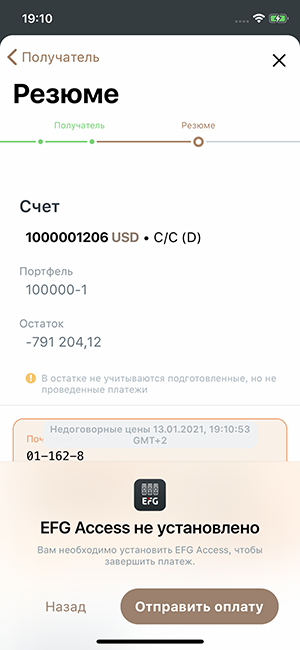 19:10
Получатель
Резюме
Получатель
Резюме
Счет
1000001206 USD • C/C (D)
Портфель
100000-1
Остаток
-791 204,12
В остатке не учитываются подготовленные, но не
проведенные платежи
Недоговорные цены 13.01.2021, 19:10:53
GMT+2
01-162-8
EFG
EFG Access не установлено
Вам необходимо установить EFG Access, чтобы
завершить платеж.
Назад
Отправить оплату